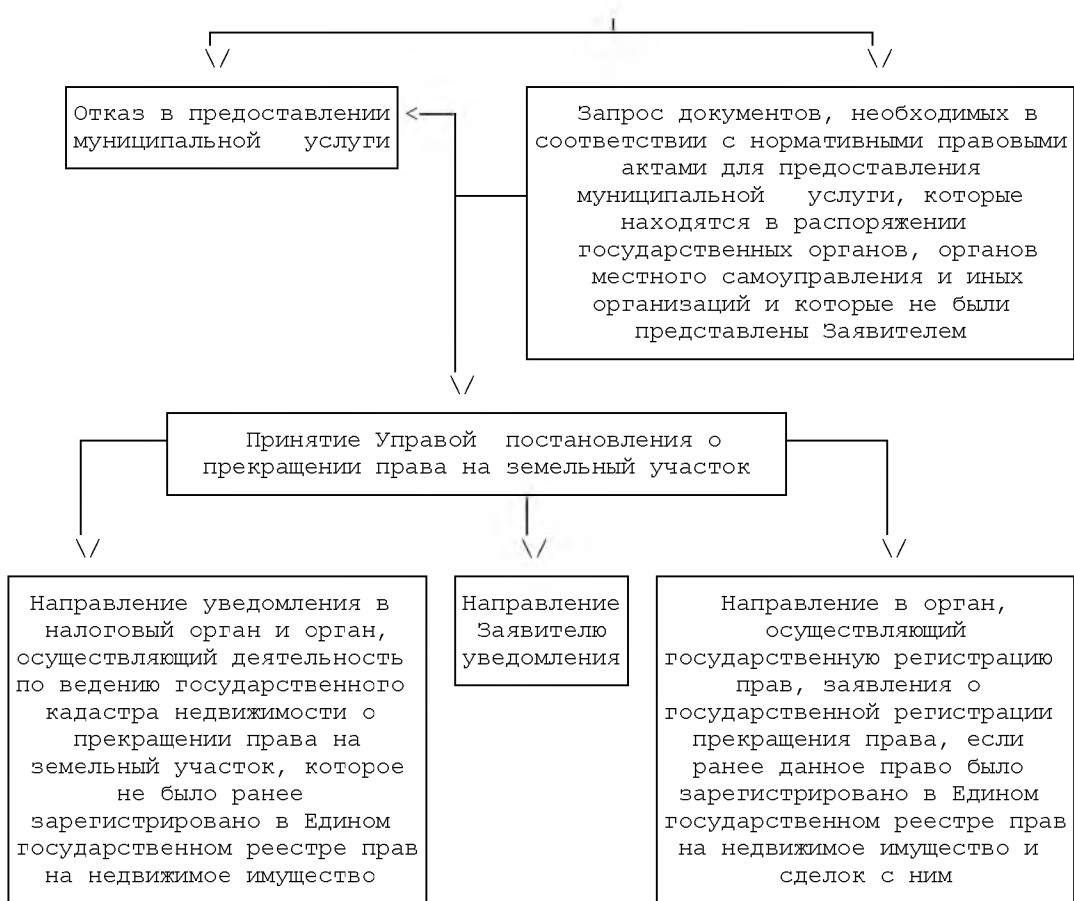 Отказ в предоставлении
муниципальной услуги
Запрос документов, необходимых в
соответствии с нормативными правовыми
актами для предоставления
муниципальной услуги, которые
находятся в распоряжении
государственных органов, органов
местного самоуправления и иных
организаций и которые не были
представлены Заявителем
Принятие Управой постановления о
прекращении права на земельный участок
Направление уведомления в
налоговый орган и орган,
осуществляющий деятельность
по ведению государственного
кадастра недвижимости о
прекращении права на
земельный участок, которое
не было ранее
зарегистрировано в Едином
государственном реестре прав
на недвижимое имущество
Направление
Заявителю
уведомления
Направление в орган,
осуществляющий
государственную регистрацию
прав, заявления о
государственной регистрации
прекращения права, если
ранее данное право было
зарегистрировано в Едином
государственном реестре прав
на недвижимое имущество и
сделок с ним